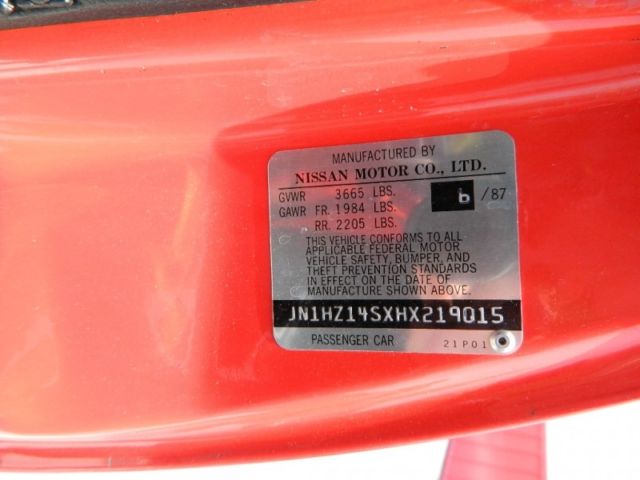 MANUFACTURED BY
NISSAN MOTOR CO., LTD.
GVWR 3665 LBS. 6 /87
GAWR FR. 1984 LBS.
RR. 2205 LBS.
THIS VEHICLE CONFORMS TO ALL
APPLICABLE FEDERAL MOTOR
VEHICLE SAFETY, BUMPER, AND
THEFT PREVENTION STANDARDS
IN EFFECT ON THE DATE OF
MANUFACTURE SHOWN ABOVE.
JN1HZ14SXHX219015
PASSENGER CAR 21P01